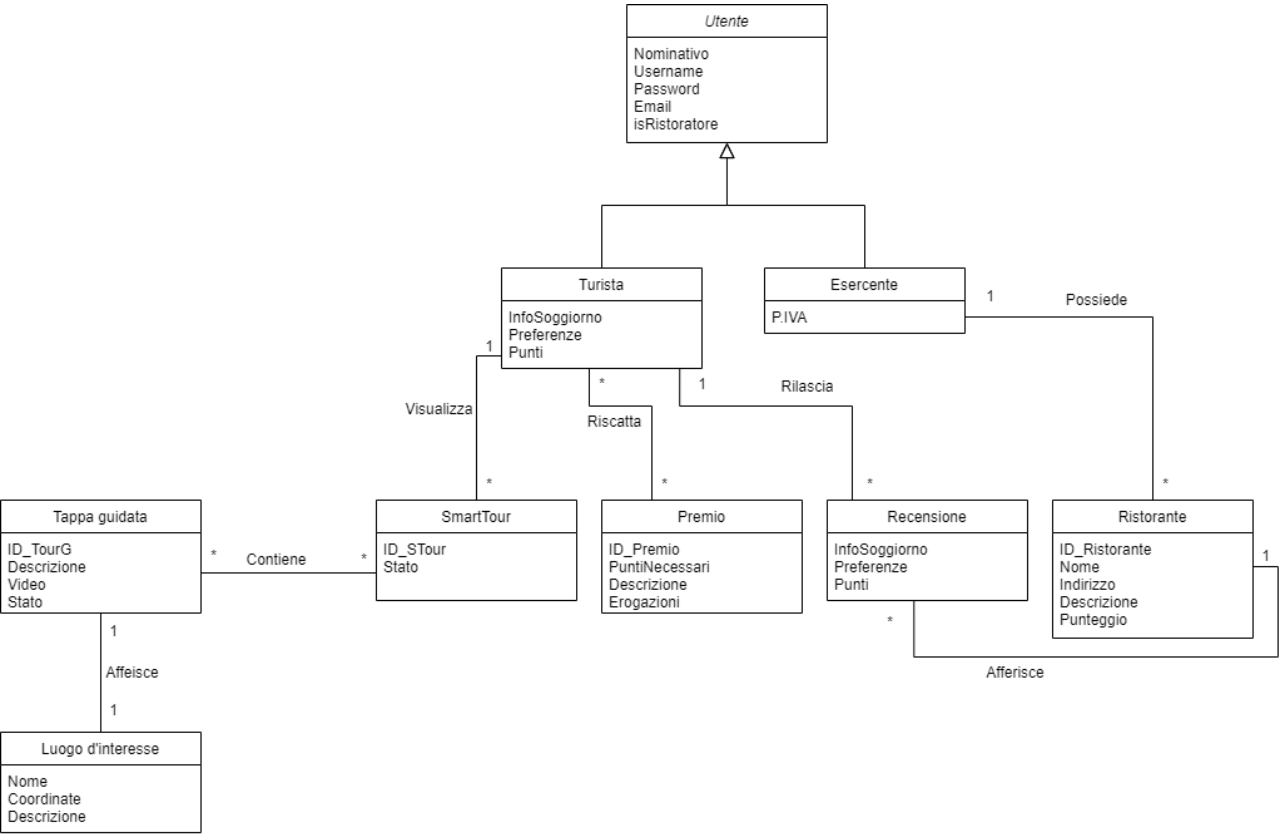 Utente
Nominativo
Username
Password
Email
isRistoratore
Turista
InfoSoggiorno
Preferenze
Punti
Esercente
P.IVA
1
Possiede
1
*
1
Rilascia
Visualizza
Riscatta
*
*
*
*
Tappa guidata
ID_TourG
Descrizione
Video
Stato
*
Contiene
*
SmartTour
ID_STour
Stato
Premio
ID_Premio
PuntiNecessari
Descrizione
Erogazioni
Recensione
InfoSoggiorno
Preferenze
Punti
Ristorante
ID_Ristorante
Nome
Indirizzo
Descrizione
Punteggio
1
*
Afferisce
1
Affeisce
1
Luogo d'interesse
Nome
Coordinate
Descrizione